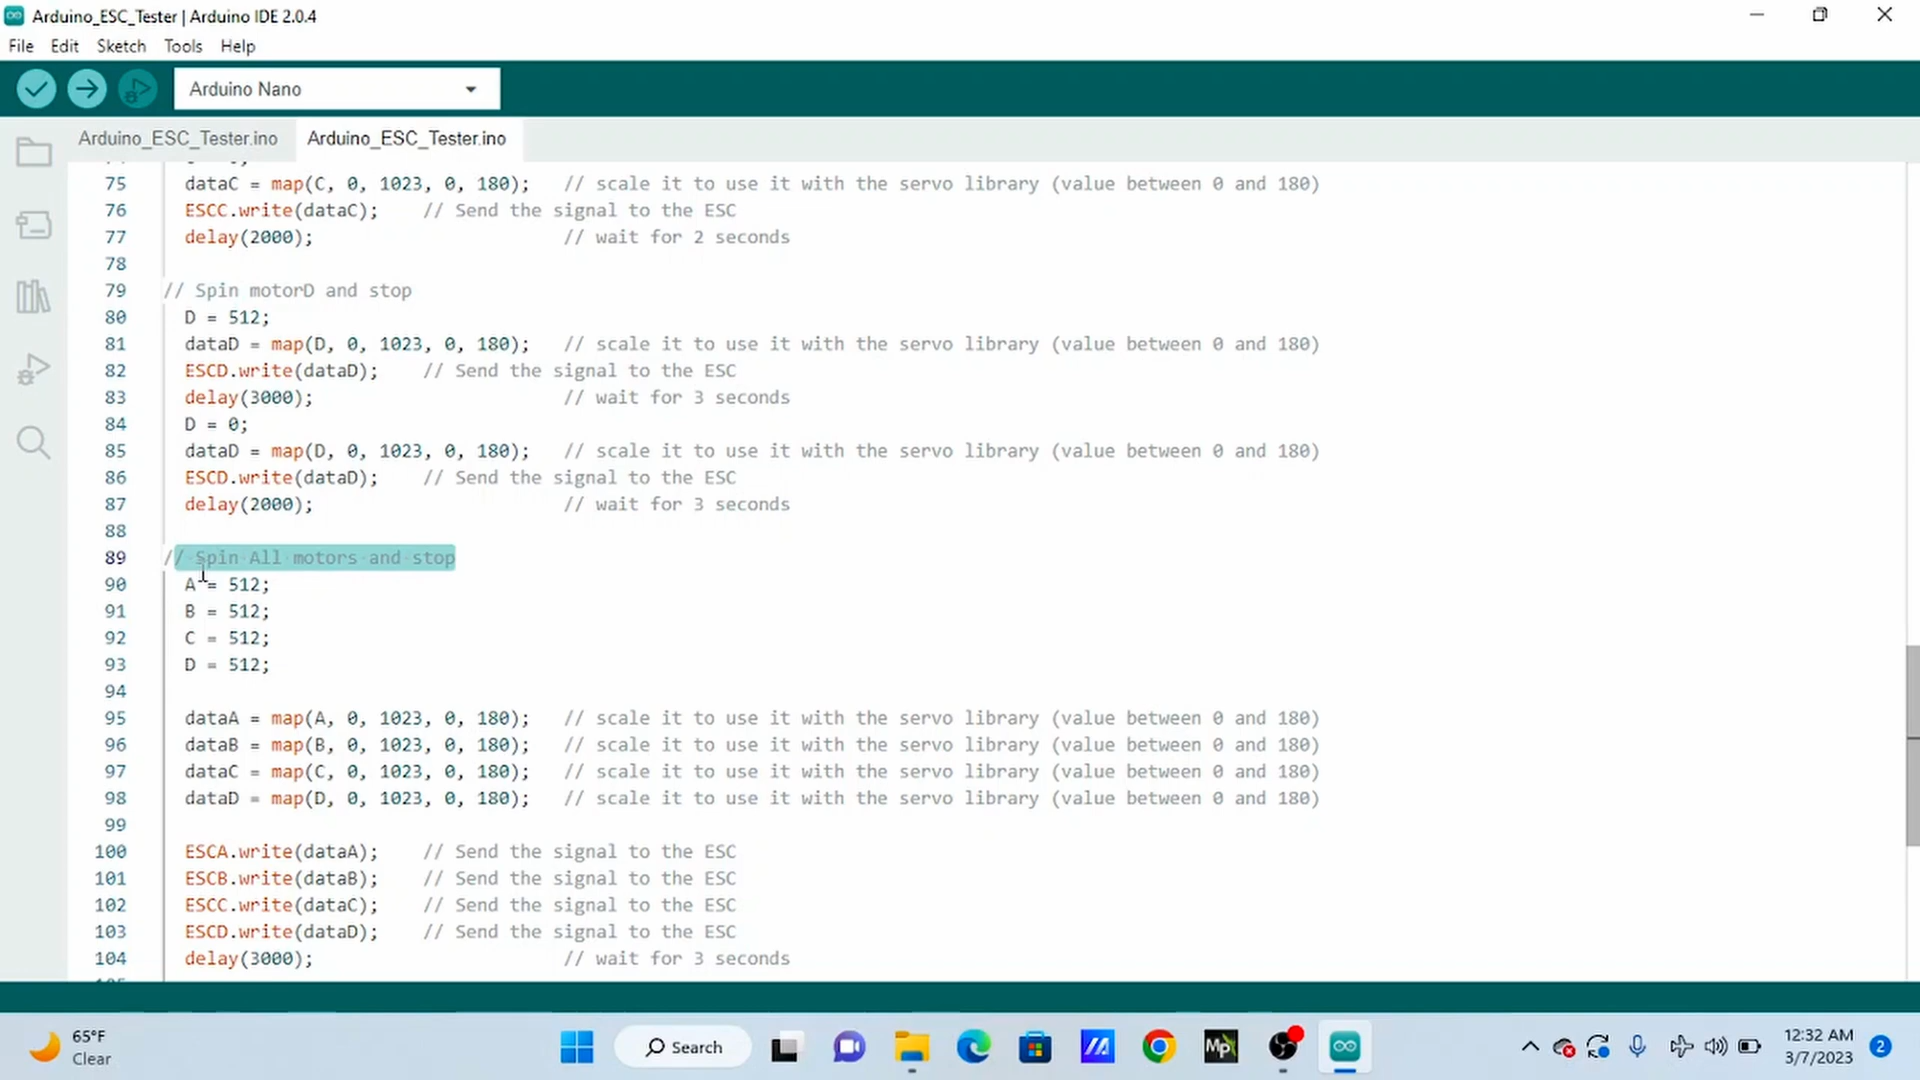 Arduino_ESC_Tester | Arduino IDE 2.0.4
File Edit Sketch Tools Help
Arduino Nano
Arduino_ESC_Tester.ino Arduino_ESC_Tester.ino
75 dataC = map(C, 0, 1023, 0, 180); // scale it to use it with the servo library (value between 0 and 180)
76 ESCC.write(dataC); // Send the signal to the ESC
77 delay(2000); // wait for 2 seconds
78
79 // Spin motorD and stop
80 D = 512;
81 dataD = map(D, 0, 1023, 0, 180); // scale it to use it with the servo library (value between 0 and 180)
82 ESCD.write(dataD); // Send the signal to the ESC
83 delay(3000); // wait for 3 seconds
84 D = 0;
85 dataD = map(D, 0, 1023, 0, 180); // scale it to use it with the servo library (value between 0 and 180)
86 ESCD.write(dataD); // Send the signal to the ESC
87 delay(2000); // wait for 3 seconds
88
89 // Spin All motors and stop
90 A = 512;
91 B = 512;
92 C = 512;
93 D = 512;
94
95 dataA = map(A, 0, 1023, 0, 180); // scale it to use it with the servo library (value between 0 and 180)
96 dataB = map(B, 0, 1023, 0, 180); // scale it to use it with the servo library (value between 0 and 180)
97 dataC = map(C, 0, 1023, 0, 180); // scale it to use it with the servo library (value between 0 and 180)
98 dataD = map(D, 0, 1023, 0, 180); // scale it to use it with the servo library (value between 0 and 180)
99
100 ESCA.write(dataA); // Send the signal to the ESC
101 ESCB.write(dataB); // Send the signal to the ESC
102 ESCC.write(dataC); // Send the signal to the ESC
103 ESCD.write(dataD); // Send the signal to the ESC
104 delay(3000); // wait for 3 seconds
65°F
Clear
Search
Mp
12:32 AM
3/7/2023
2